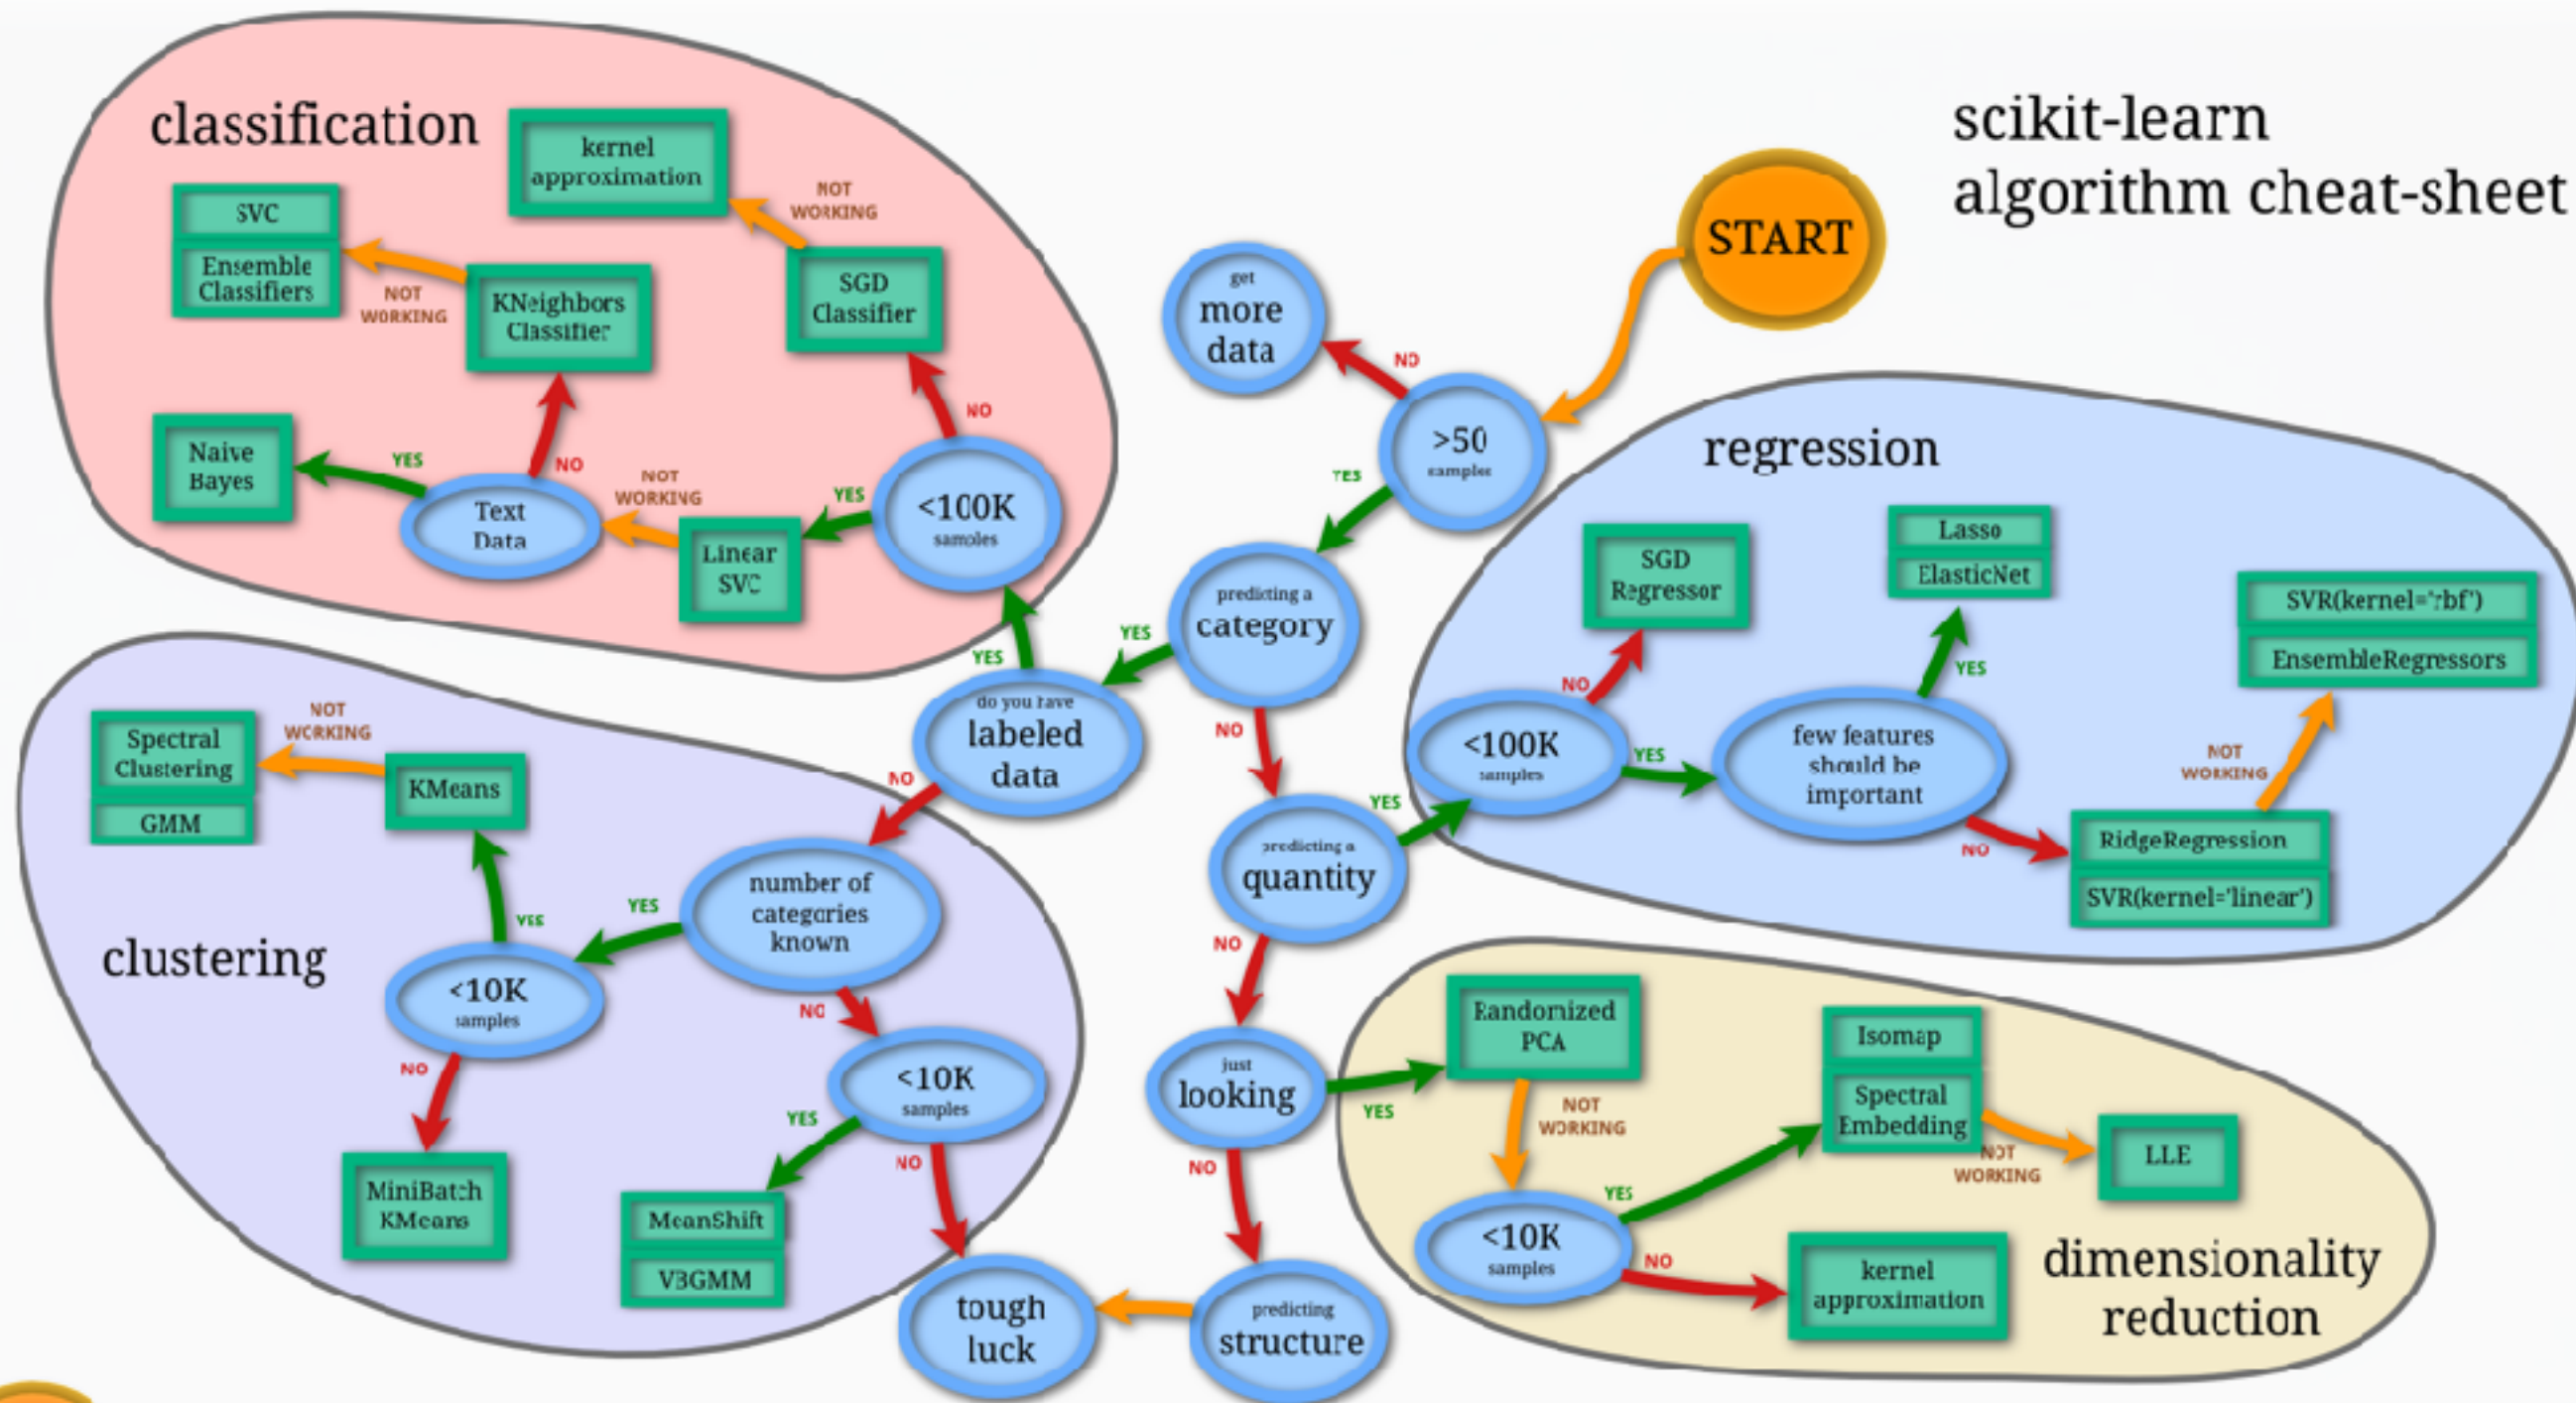 scikit-learn
algorithm cheat-sheet
START
>50
samples
NO
get
more
data
YES
predicting a
category
YES
do you have
labeled
data
YES
classification
<100K
samples
NO
SGD
Classifier
NOT
WORKING
kernel
approximation
YES
Linear
SVC
NOT
WORKING
Text
Data
YES
Naive
Bayes
NO
KNeighbors
Classifier
NOT
WORKING
SVC
Ensemble
Classifiers
NO
clustering
number of
categories
known
YES
<10K
samples
YES
KMeans
NOT
WORKING
Spectral
Clustering
GMM
NO
MiniBatch
KMeans
NO
<10K
samples
YES
MeanShift
VBGMM
NO
tough
luck
NO
predicting a
quantity
YES
regression
<100K
samples
NO
SGD
Regressor
YES
few features
should be
important
YES
Lasso
ElasticNet
NO
RidgeRegression
SVR(kernel='linear')
NOT
WORKING
SVR(kernel='rbf')
EnsembleRegressors
NO
just
looking
YES
Randomized
PCA
NOT
WORKING
<10K
samples
YES
Isomap
Spectral
Embedding
NOT
WORKING
LLE
NO
kernel
approximation
dimensionality
reduction
NO
predicting
structure